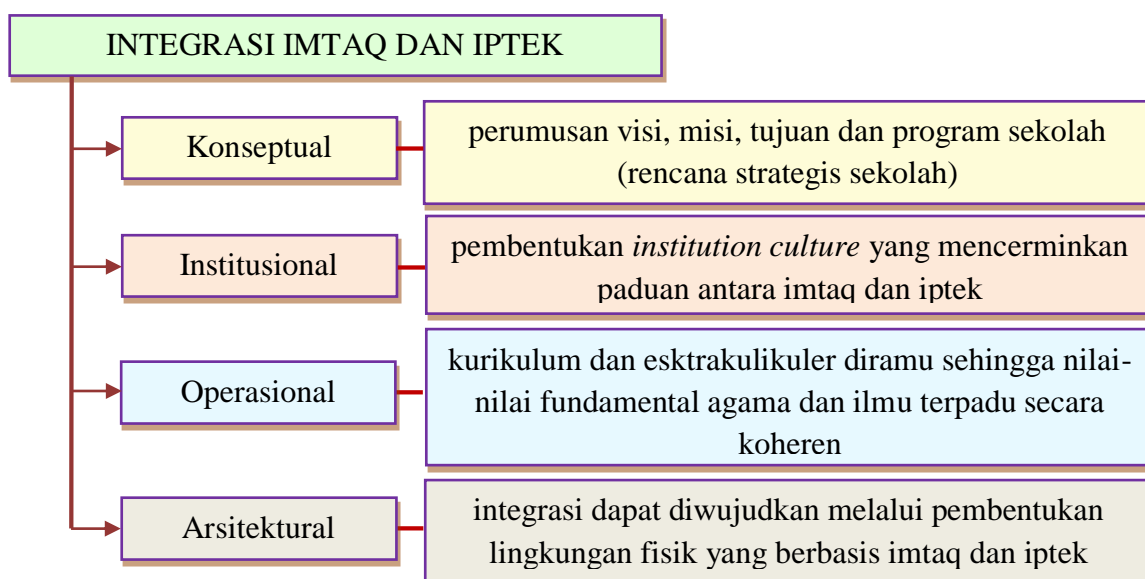 INTEGRASI IMTAQ DAN IPTEK
Konseptual
perumusan visi, misi, tujuan dan program sekolah
(rencana strategis sekolah)
Institusional
pembentukan institution culture yang mencerminkan
paduan antara imtaq dan iptek
Operasional
kurikulum dan esktrakulikuler diramu sehingga nilai-
nilai fundamental agama dan ilmu terpadu secara
koheren
Arsitektural
integrasi dapat diwujudkan melalui pembentukan
lingkungan fisik yang berbasis imtaq dan iptek